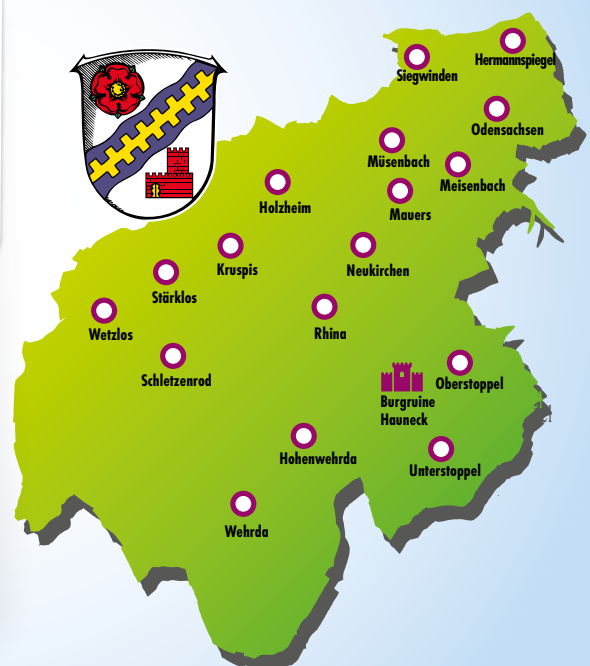 Hermannspiegel
Siegwinden
Odensachsen
Müsenbach
Meisenbach
Holzheim
Mauers
Kruspis
Neukirchen
Stärklos
Wetzlos
Rhina
Schletzenrod
Oberstoppel
Burgruine
Hauneck
Hohenwehrda
Unterstoppel
Wehrda